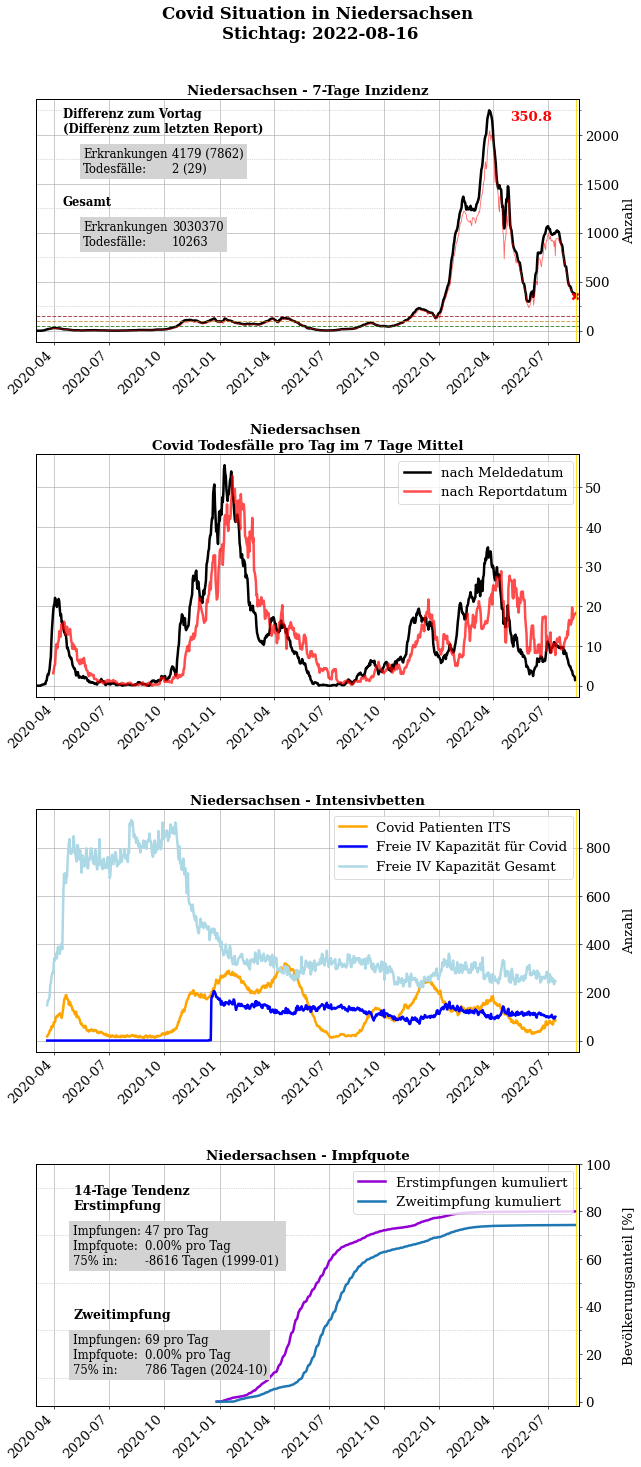 Covid Situation in Niedersachsen
Stichtag: 2022-08-16
Niedersachsen - 7-Tage Inzidenz
Differenz zum Vortag
(Differenz zum letzten Report)
Erkrankungen 4179 (7862)
Todesfälle: 2 (29)
Gesamt
Erkrankungen 3030370
Todesfälle: 10263
350.8
2000
1500
1000
500
0
Anzahl
2020-04 2020-07 2020-10 2021-01 2021-04 2021-07 2021-10 2022-01 2022-04 2022-07
Niedersachsen
Covid Todesfälle pro Tag im 7 Tage Mittel
nach Meldedatum
nach Reportdatum
50
40
30
20
10
0
2020-04 2020-07 2020-10 2021-01 2021-04 2021-07 2021-10 2022-01 2022-04 2022-07
Niedersachsen - Intensivbetten
Covid Patienten ITS
Freie IV Kapazität für Covid
Freie IV Kapazität Gesamt
800
600
400
200
0
Anzahl
2020-04 2020-07 2020-10 2021-01 2021-04 2021-07 2021-10 2022-01 2022-04 2022-07
Niedersachsen - Impfquote
14-Tage Tendenz
Erstimpfung
Impfungen: 47 pro Tag
Impfquote: 0.00% pro Tag
75% in: -8616 Tagen (1999-01)
Zweitimpfung
Impfungen: 69 pro Tag
Impfquote: 0.00% pro Tag
75% in: 786 Tagen (2024-10)
Erstimpfungen kumuliert
Zweitimpfung kumuliert
100
80
60
40
20
0
Bevölkerungsanteil [%]
2020-04 2020-07 2020-10 2021-01 2021-04 2021-07 2021-10 2022-01 2022-04 2022-07